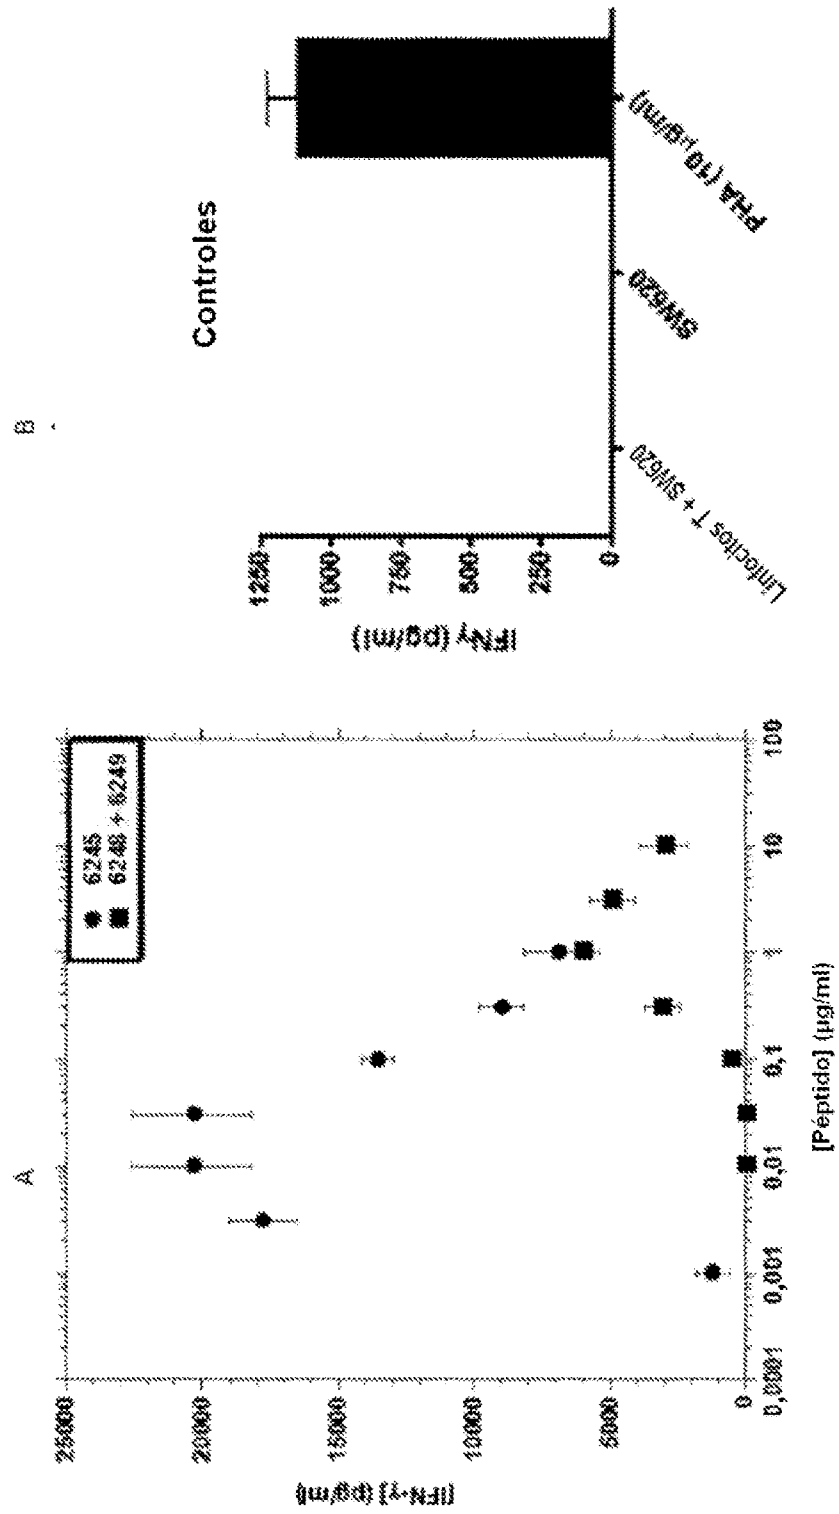 A
25000
20000
15000
10000
5000
0
[IFN-γ] (pg/ml)
0,0001
0,001
0,01
0,1
1
10
100
[Péptido] (µg/ml)
6245
6248 + 6249
B
Controles
1250
1000
750
500
250
0
IFNγ (pg/ml)
Linfocitos T + SW620
SW620
PHA (10 µg/ml)